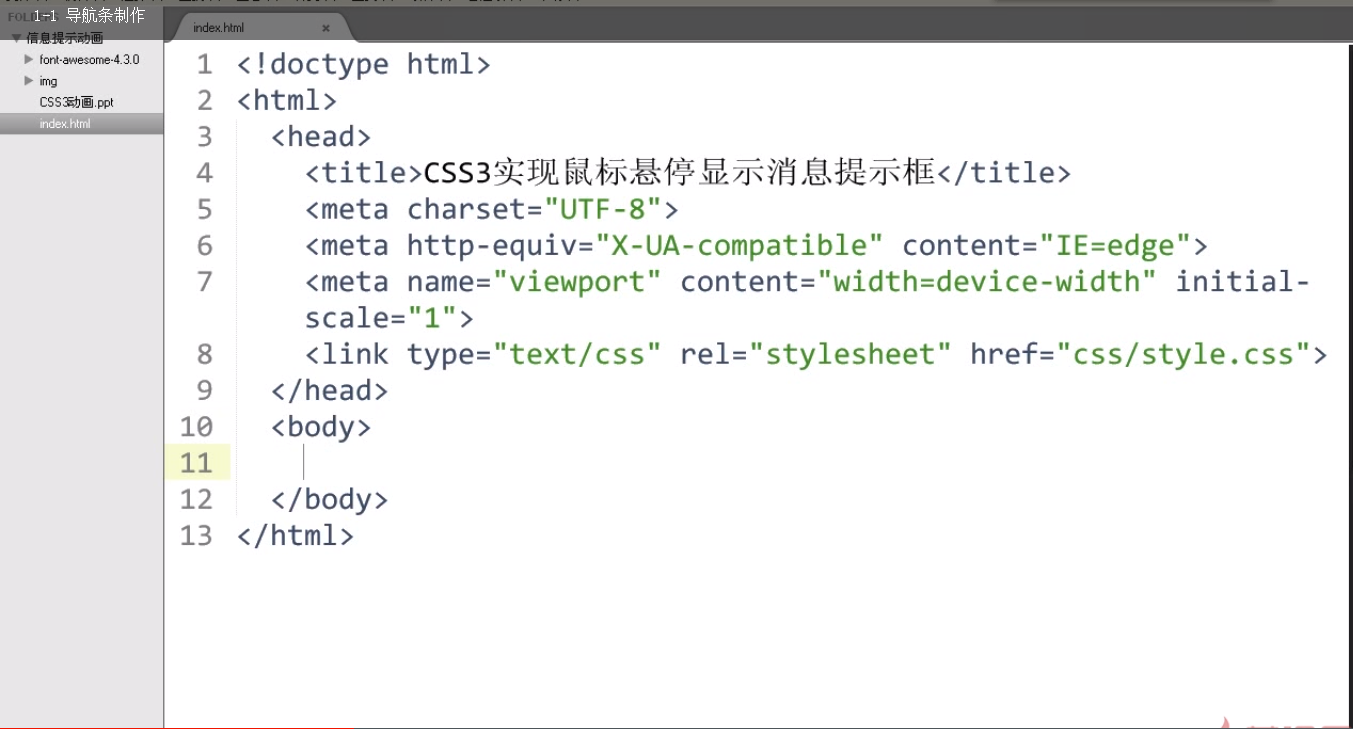 FOLDERS
1-1 导航条制作
index.html ×
信息提示动画
font-awesome-4.3.0
img
CSS3动画.ppt
index.html
1 <!doctype html>
2 <html>
3 <head>
4 <title>CSS3实现鼠标悬停显示消息提示框</title>
5 <meta charset="UTF-8">
6 <meta http-equiv="X-UA-compatible" content="IE=edge">
7 <meta name="viewport" content="width=device-width" initial-
scale="1">
8 <link type="text/css" rel="stylesheet" href="css/style.css">
9 </head>
10 <body>
11
12 </body>
13 </html>